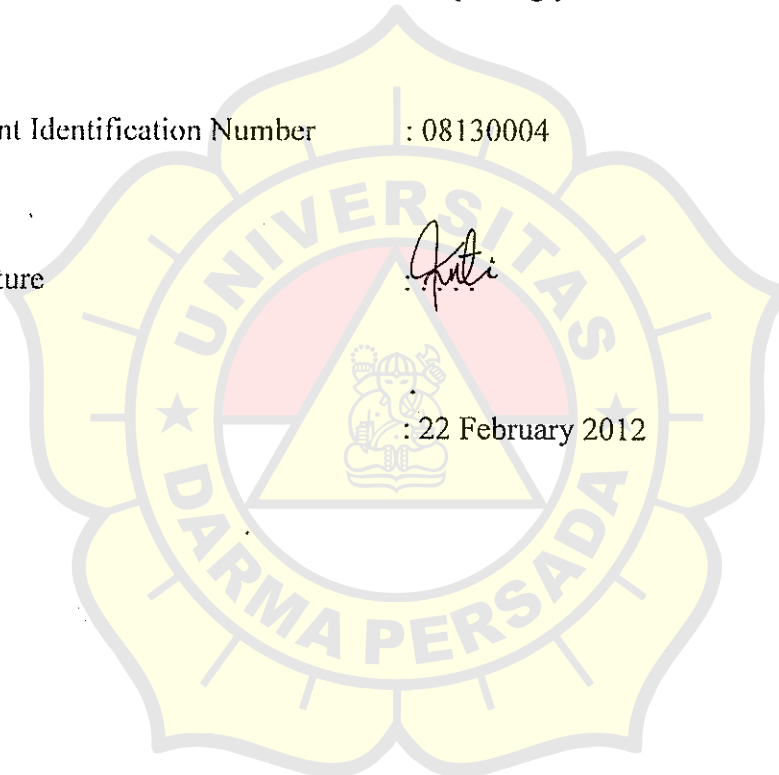 nt Identification Number : 08130004
ture :
: 22 February 2012
UNIVERSITAS
DARMA PERSADA